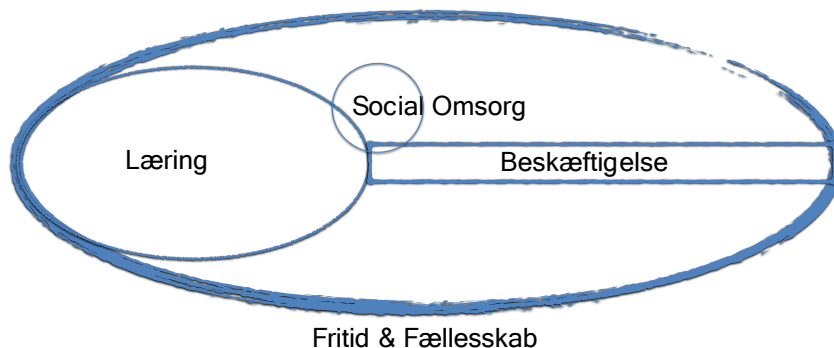 Social Omsorg
Læring
Beskæftigelse
Fritid & Fællesskab